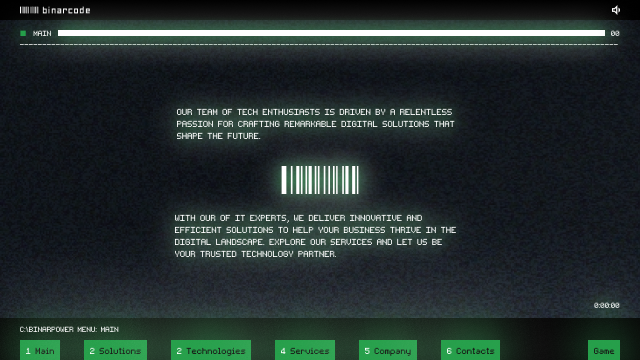 binarcode
MAIN 00
OUR TEAM OF TECH ENTHUSIASTS IS DRIVEN BY A RELENTLESS
PASSION FOR CRAFTING REMARKABLE DIGITAL SOLUTIONS THAT
SHAPE THE FUTURE.
WITH OUR OF IT EXPERTS, WE DELIVER INNOVATIVE AND
EFFICIENT SOLUTIONS TO HELP YOUR BUSINESS THRIVE IN THE
DIGITAL LANDSCAPE. EXPLORE OUR SERVICES AND LET US BE
YOUR TRUSTED TECHNOLOGY PARTNER.
0:00:00
C:\BINARPOWER MENU: MAIN
1 Main 2 Solutions 2 Technologies 4 Services 5 Company 6 Contacts Game